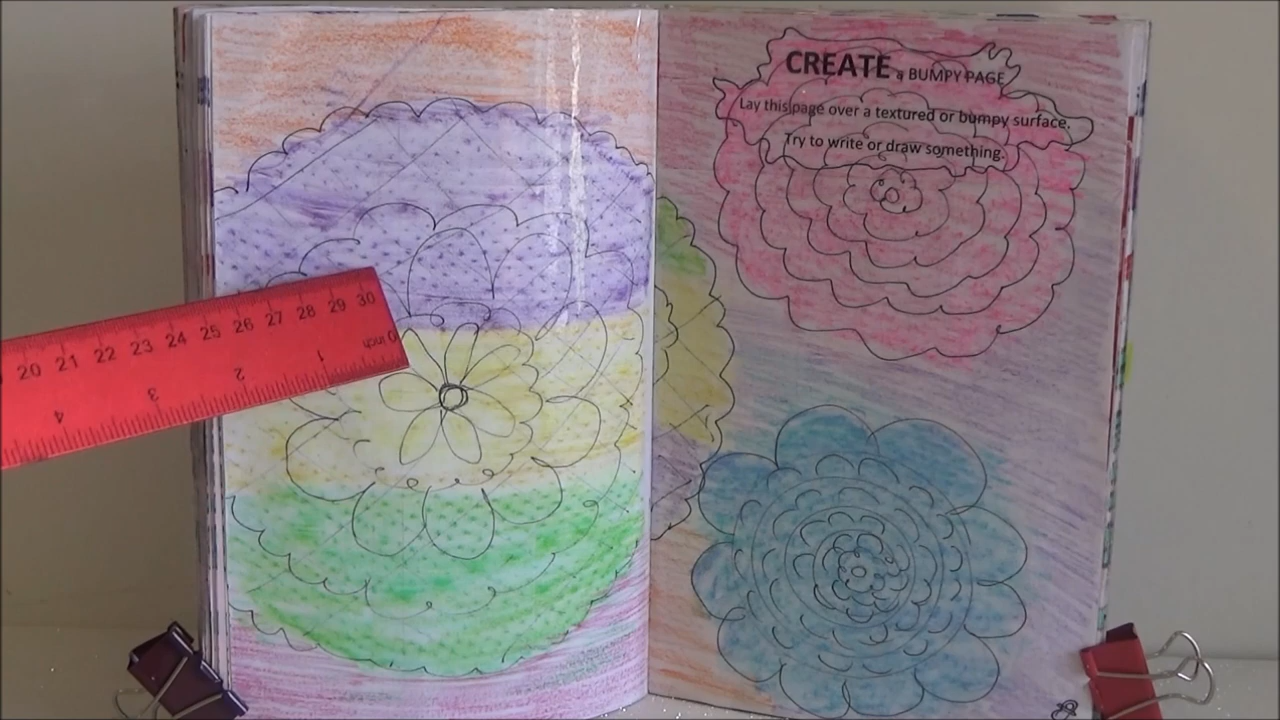 CREATE a BUMPY PAGE
Lay this page over a textured or bumpy surface.
Try to write or draw something.
20 21 22 23 24 25 26 27 28 29 30
4 3 2 1 inch 0